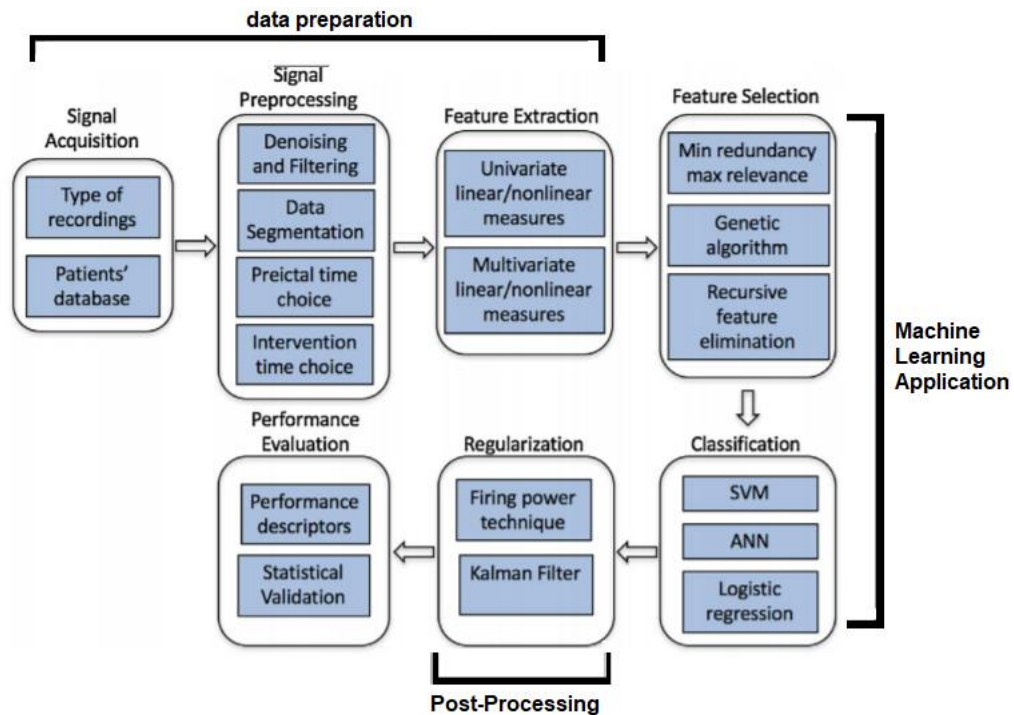 data preparation
Signal
Acquisition
Type of
recordings
Patients’
database
Signal
Preprocessing
Denoising
and Filtering
Data
Segmentation
Preictal time
choice
Intervention
time choice
Feature Extraction
Univariate
linear/nonlinear
measures
Multivariate
linear/nonlinear
measures
Feature Selection
Min redundancy
max relevance
Genetic
algorithm
Recursive
feature
elimination
Machine
Learning
Application
Classification
SVM
ANN
Logistic
regression
Regularization
Firing power
technique
Kalman Filter
Post-Processing
Performance
Evaluation
Performance
descriptors
Statistical
Validation